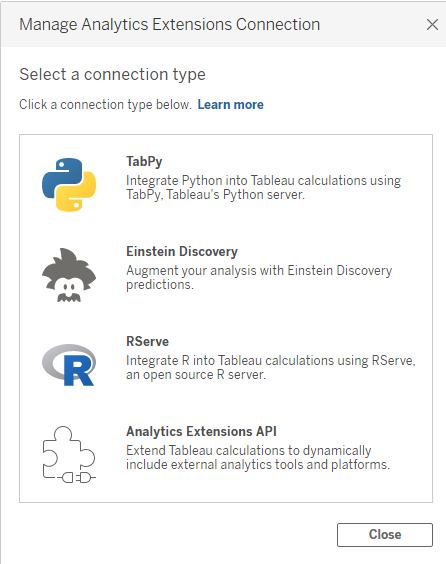 Manage Analytics Extensions Connection
Select a connection type
Click a connection type below. Learn more
TabPy
Integrate Python into Tableau calculations using
TabPy, Tableau's Python server.
Einstein Discovery
Augment your analysis with Einstein Discovery
predictions.
R
RServe
Integrate R into Tableau calculations using RServe,
an open source R server.
Analytics Extensions API
Extend Tableau calculations to dynamically
include external analytics tools and platforms.
Close